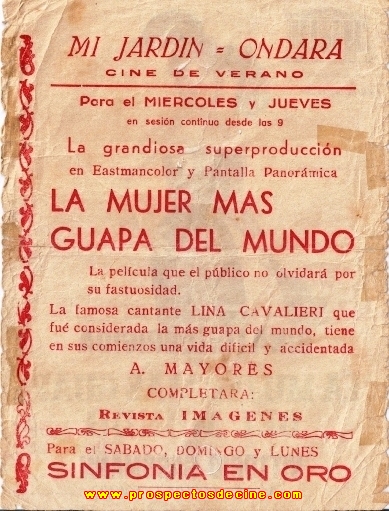 MI JARDIN = ONDARA
CINE DE VERANO
Para el MIERCOLES y JUEVES
en sesión continua desde las 9
La grandiosa superproducción
en Eastmancolor y Pantalla Panorámica
LA MUJER MAS
GUAPA DEL MUNDO
La película que el público no olvidará por
su fastuosidad.
La famosa cantante LINA CAVALIERI que
fué considerada la más guapa del mundo, tiene
en sus comienzos una vida difícil y accidentada
A. MAYORES
COMPLETARA:
REVISTA IMAGENES
Para el SABADO, DOMINGO y LUNES
SINFONIA EN ORO
www.prospectosdecine.com